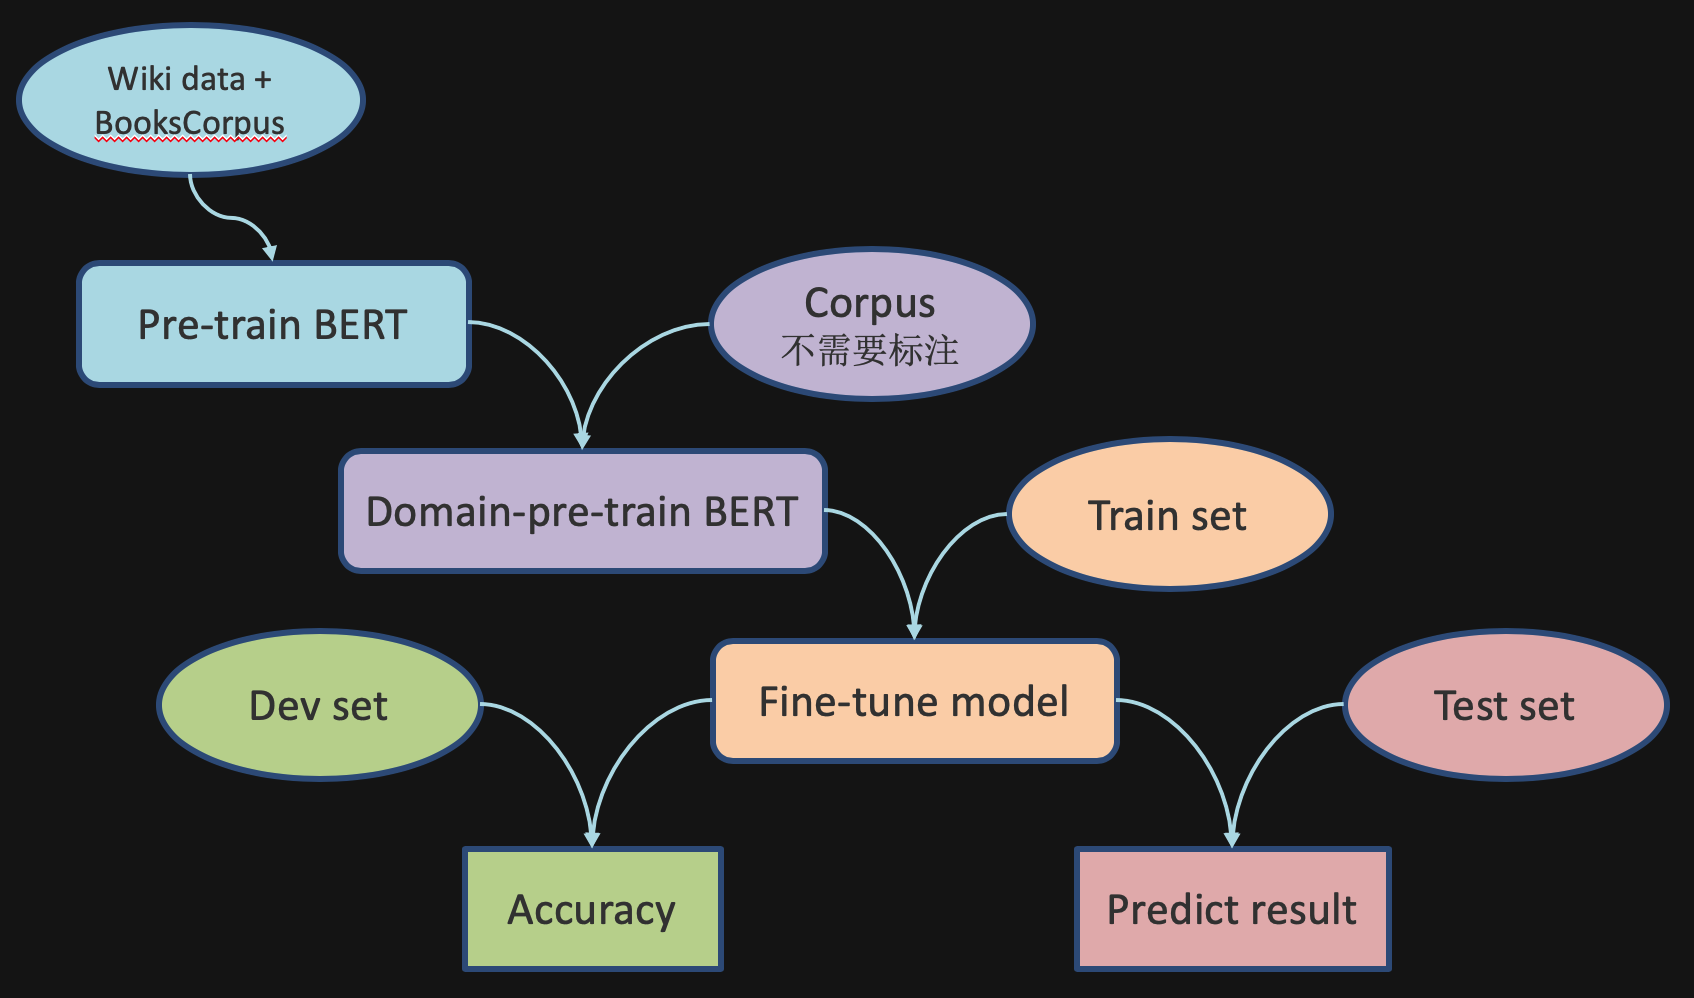 Wiki data +
BooksCorpus
Pre-train BERT
Corpus
不需要标注
Domain-pre-train BERT
Train set
Dev set
Fine-tune model
Test set
Accuracy
Predict result